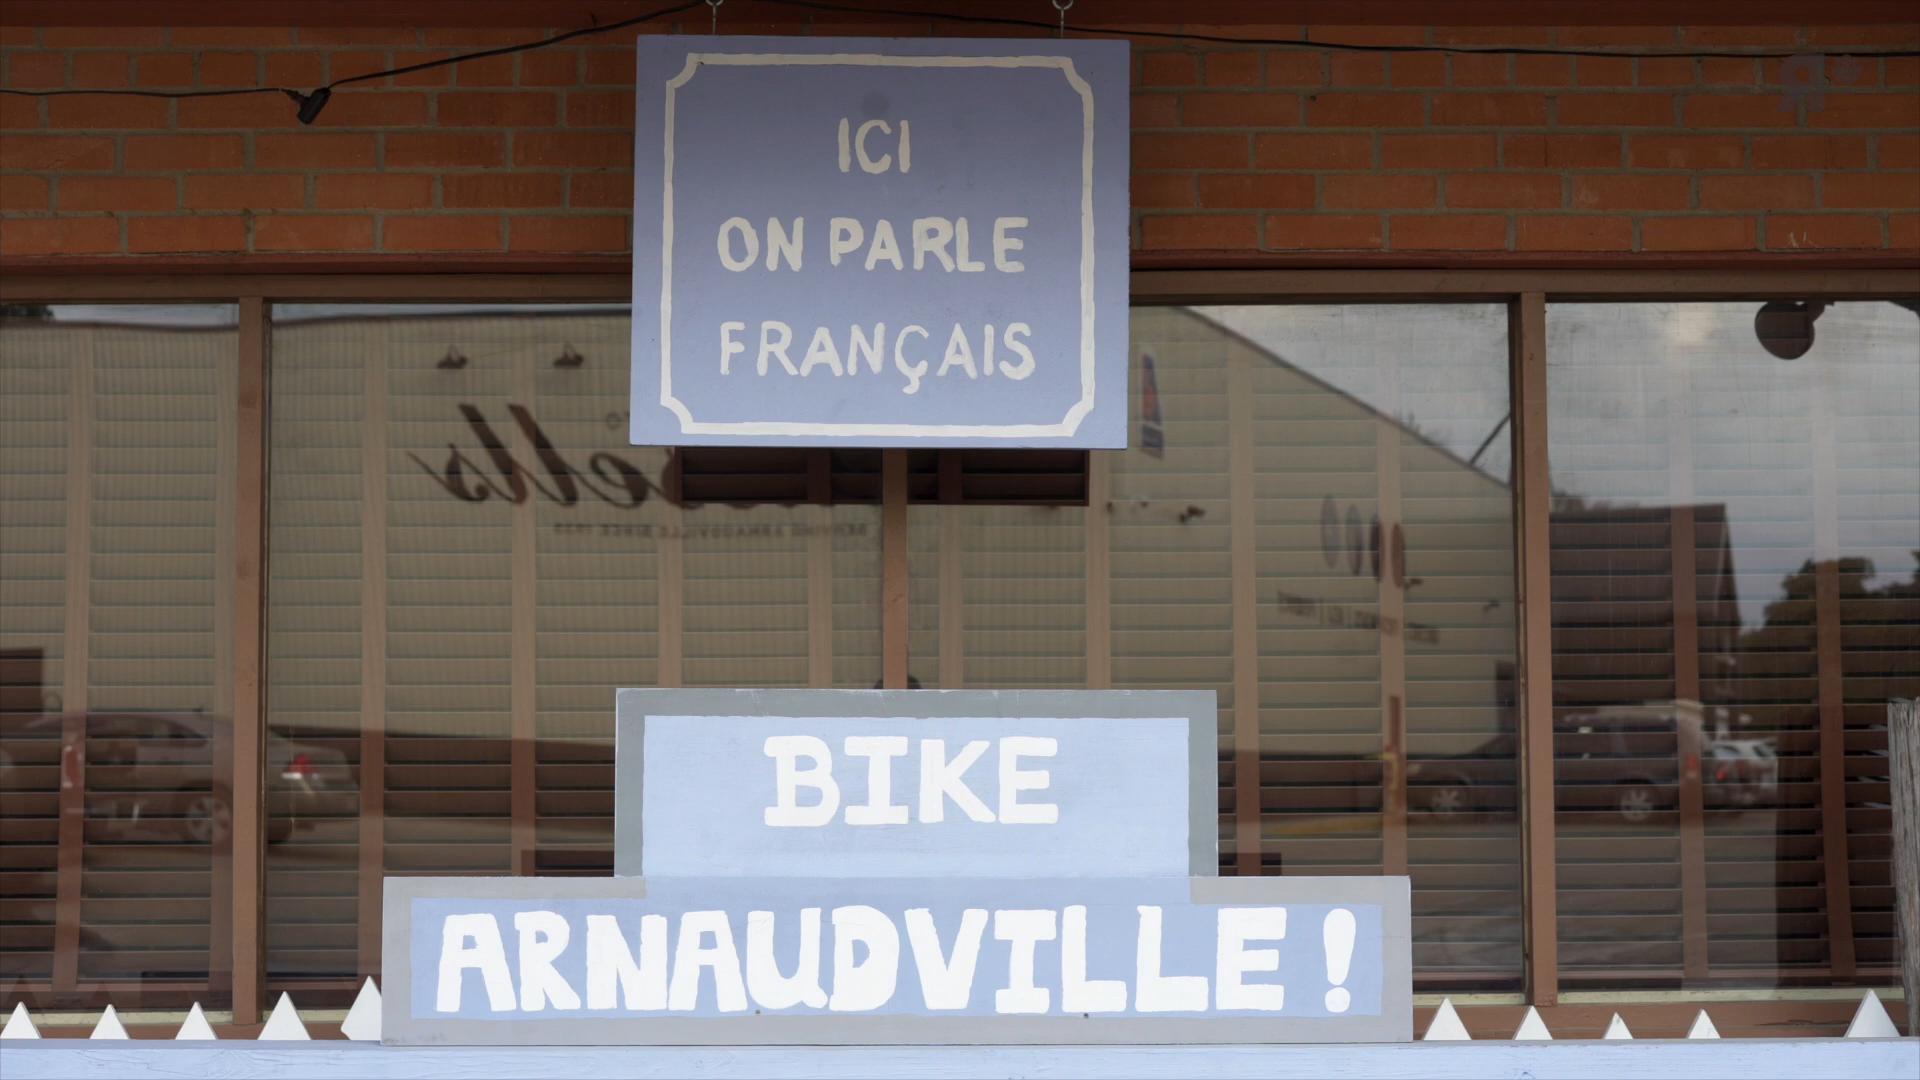 ICI
ON PARLE
FRANÇAIS
BIKE
ARNAUDVILLE !